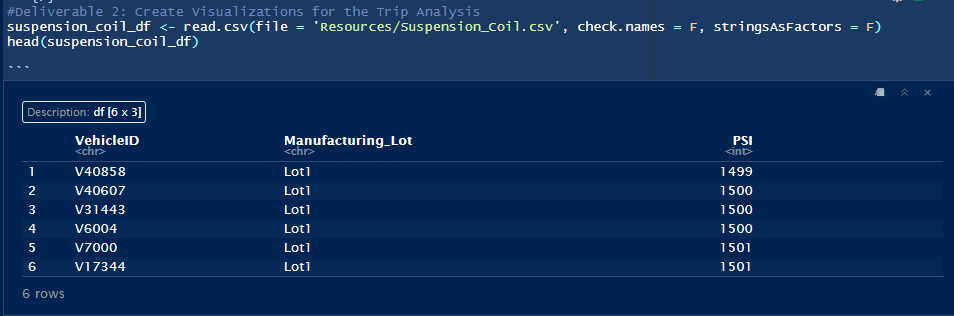 #Deliverable 2: Create Visualizations for the Trip Analysis
suspension_coil_df <- read.csv(file = 'Resources/Suspension_Coil.csv', check.names = F, stringsAsFactors = F)
head(suspension_coil_df)
```
Description: df [6 x 3]
VehicleID Manufacturing_Lot PSI
<chr> <chr> <int>
1 V40858 Lot1 1499
2 V40607 Lot1 1500
3 V31443 Lot1 1500
4 V6004 Lot1 1500
5 V7000 Lot1 1501
6 V17344 Lot1 1501
6 rows